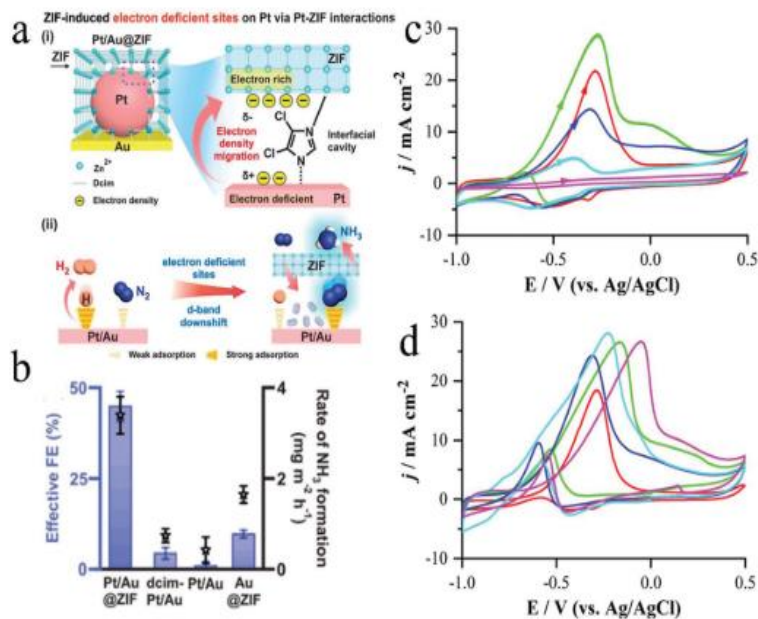 ZIF-induced electron deficient sites on Pt via Pt-ZIF interactions
a
(i)
Pt/Au@ZIF
ZIF
Pt
Au
Zn2+
Dcim
Electron density
ZIF
Electron rich
δ-
Electron
density
migration
Cl
Cl
N
N
Interfacial
cavity
δ+
Electron deficient
Pt
(ii)
H2
H
N2
Pt/Au
electron deficient
sites
d-band
downshift
NH3
ZIF
Pt/Au
Weak adsorption
Strong adsorption
b
50
25
0
Effective FE (%)
4
2
0
Rate of NH3 formation
(mg m-2 h-1)
Pt/Au
@ZIF
dcim-
Pt/Au
Pt/Au
Au
@ZIF
c
30
20
10
0
-10
j / mA cm-2
-1.0
-0.5
0.0
0.5
E / V (vs. Ag/AgCl)
d
30
20
10
0
-10
j / mA cm-2
-1.0
-0.5
0.0
0.5
E / V (vs. Ag/AgCl)